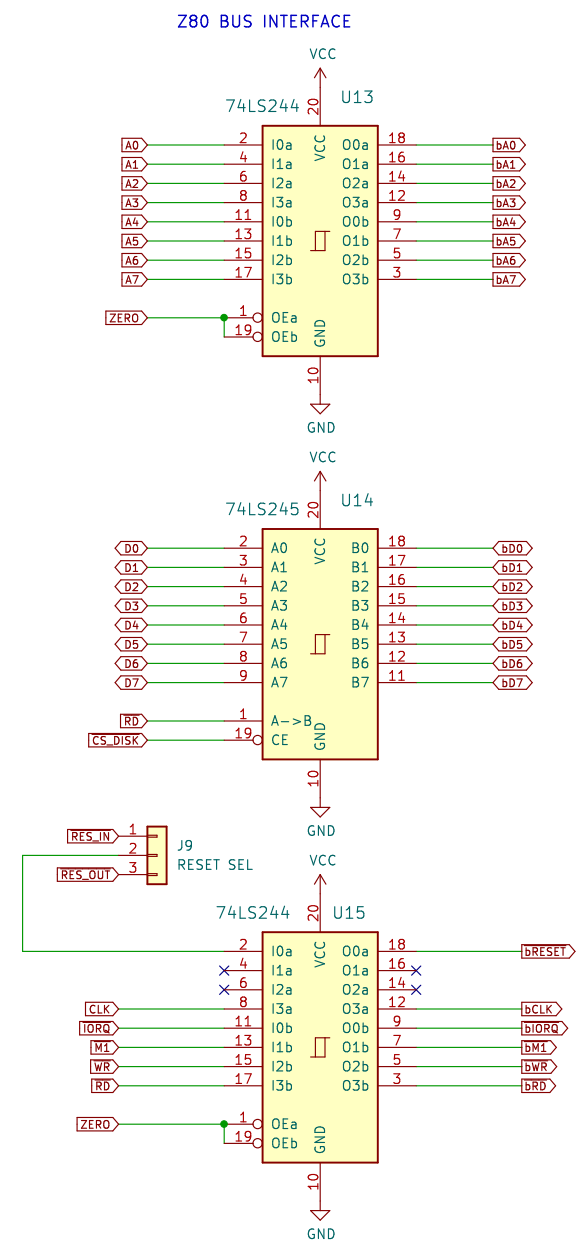 Z80 BUS INTERFACE
VCC
74LS244 U13
20
VCC
A0 2 I0a O0a 18 bA0
A1 4 I1a O1a 16 bA1
A2 6 I2a O2a 14 bA2
A3 8 I3a O3a 12 bA3
A4 11 I0b O0b 9 bA4
A5 13 I1b O1b 7 bA5
A6 15 I2b O2b 5 bA6
A7 17 I3b O3b 3 bA7
ZERO 1 OEa
19 OEb
GND
10
GND
VCC
74LS245 U14
20
VCC
D0 2 A0 B0 18 bD0
D1 3 A1 B1 17 bD1
D2 4 A2 B2 16 bD2
D3 5 A3 B3 15 bD3
D4 6 A4 B4 14 bD4
D5 7 A5 B5 13 bD5
D6 8 A6 B6 12 bD6
D7 9 A7 B7 11 bD7
RD 1 A->B
CS_DISK 19 CE
GND
10
GND
RES_IN 1
2
RES_OUT 3
J9
RESET SEL
VCC
74LS244 U15
20
VCC
2 I0a O0a 18 bRESET
4 I1a O1a 16
6 I2a O2a 14
CLK 8 I3a O3a 12 bCLK
IORQ 11 I0b O0b 9 bIORQ
M1 13 I1b O1b 7 bM1
WR 15 I2b O2b 5 bWR
RD 17 I3b O3b 3 bRD
ZERO 1 OEa
19 OEb
GND
10
GND